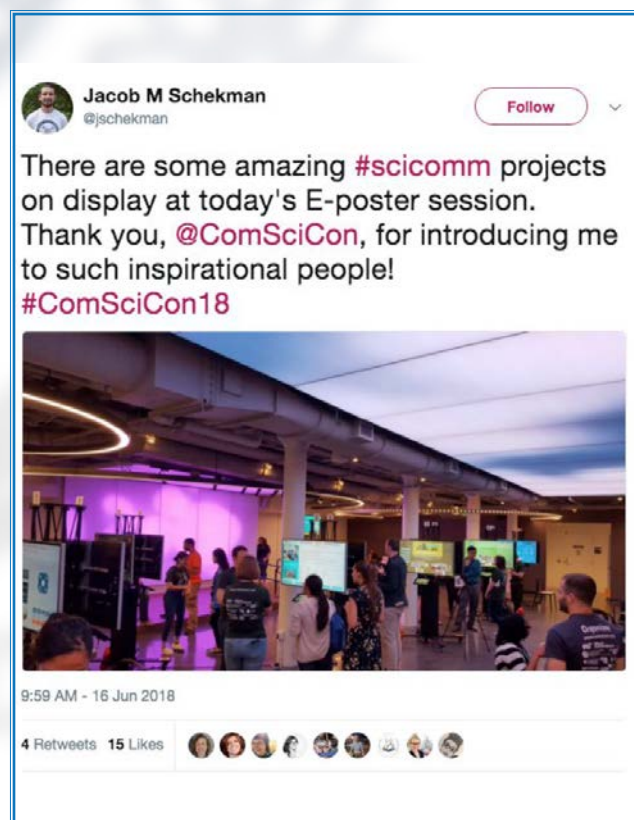 Jacob M Schekman
@jschekman
Follow
There are some amazing #scicomm projects
on display at today's E-poster session.
Thank you, @ComSciCon, for introducing me
to such inspirational people!
#ComSciCon18
Organizer
9:59 AM - 16 Jun 2018
4 Retweets 15 Likes